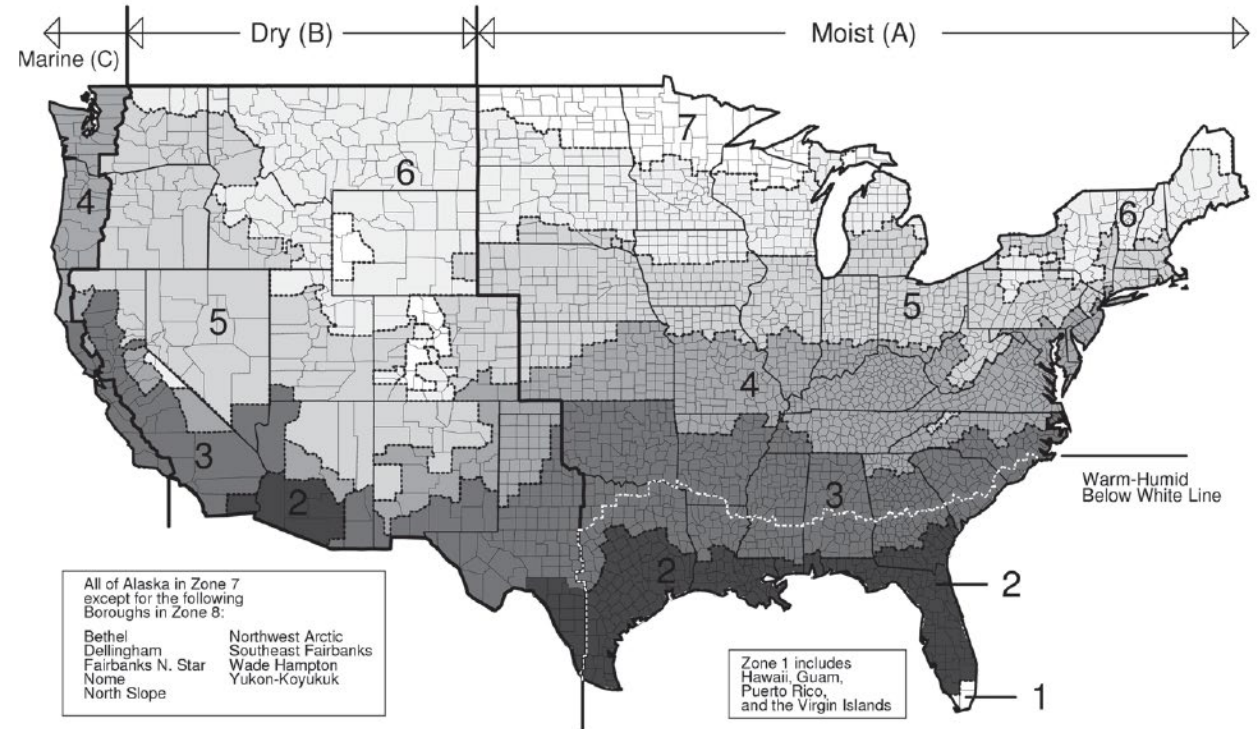 Marine (C)
Dry (B)
Moist (A)
7
6
4
6
5
5
4
3
2
3
2
Warm-Humid
Below White Line
2
1
All of Alaska in Zone 7
except for the following
Boroughs in Zone 8:
Bethel
Dellingham
Fairbanks N. Star
Nome
North Slope
Northwest Arctic
Southeast Fairbanks
Wade Hampton
Yukon-Koyukuk
Zone 1 includes
Hawaii, Guam,
Puerto Rico,
and the Virgin Islands